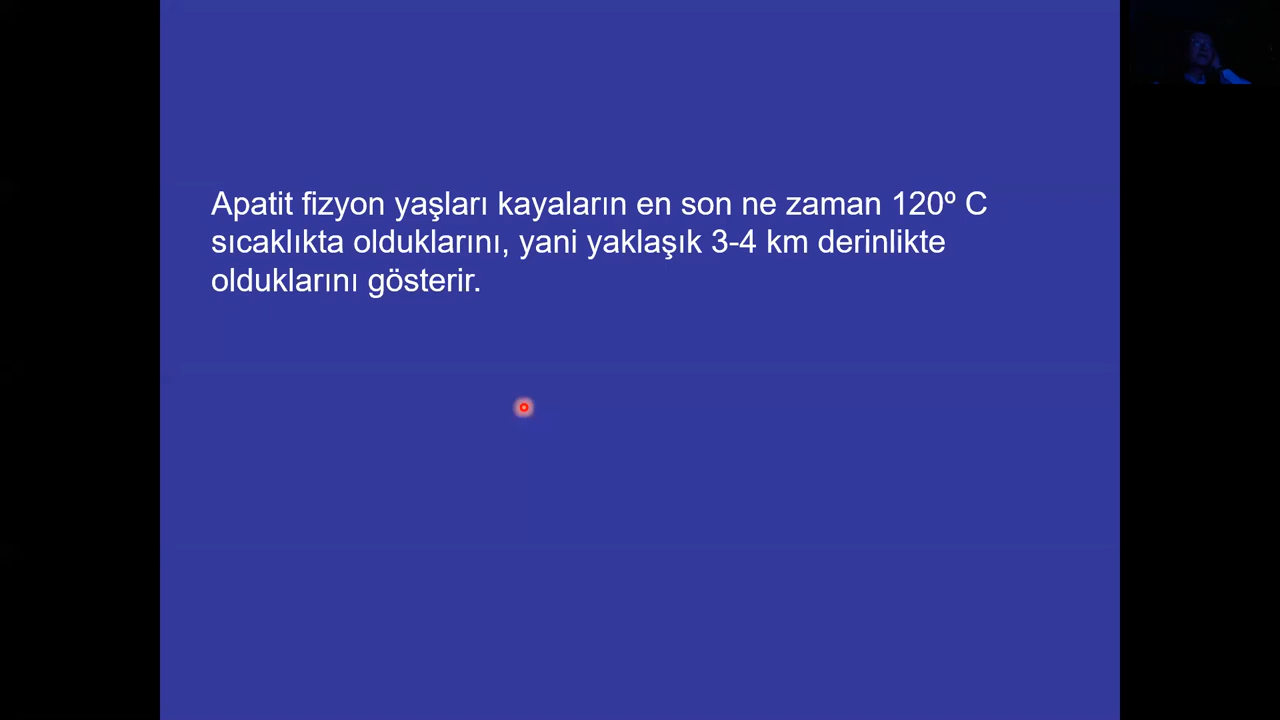 Apatit fizyon yaşları kayaların en son ne zaman 120º C
sıcaklıkta olduklarını, yani yaklaşık 3-4 km derinlikte
olduklarını gösterir.